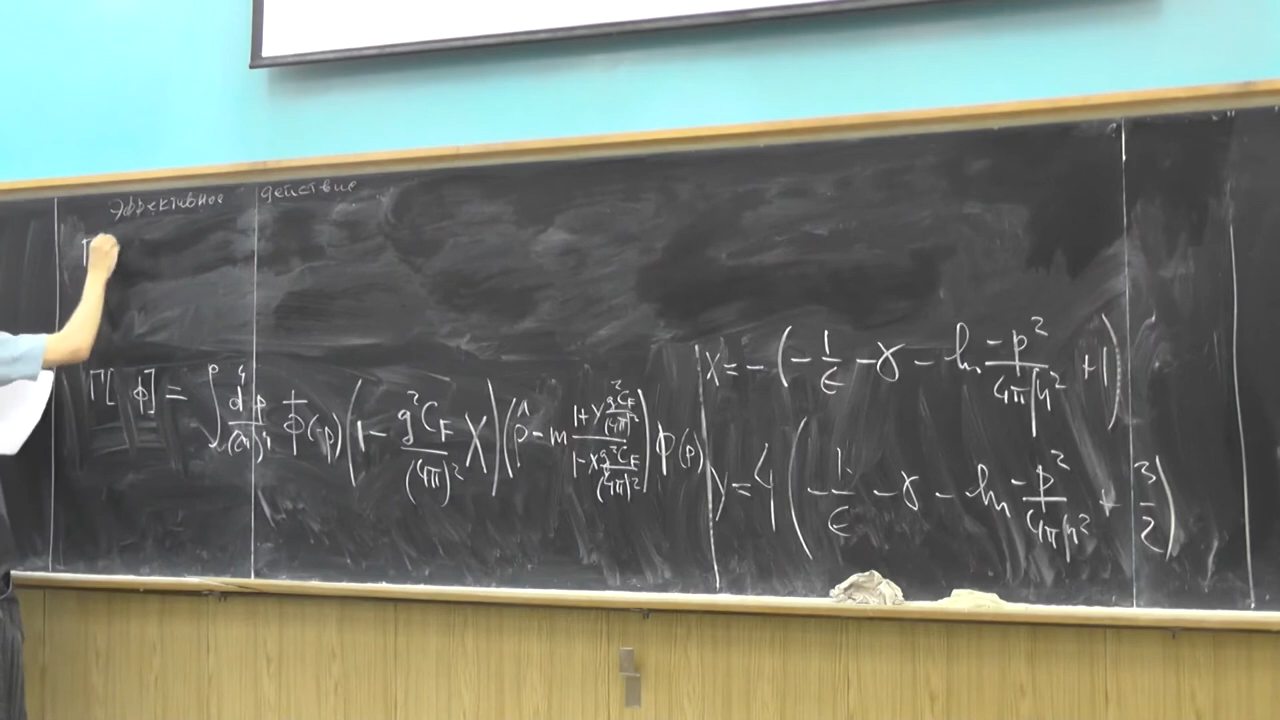 Эффективное действие
Г
Γ[ϕ] = ∫ d⁴p/(2π)⁴ ϕ̄(-p) (1 - g²C_F/(4π)² X) (p̂ - m (1 + Y g²C_F/(4π)²)/(1 - X g²C_F/(4π)²)) ϕ(p)
X = - (- 1/ϵ - γ - ln -p²/4πμ² + 1)
Y = 4 (- 1/ϵ - γ - ln -p²/4πμ² + 3/2)